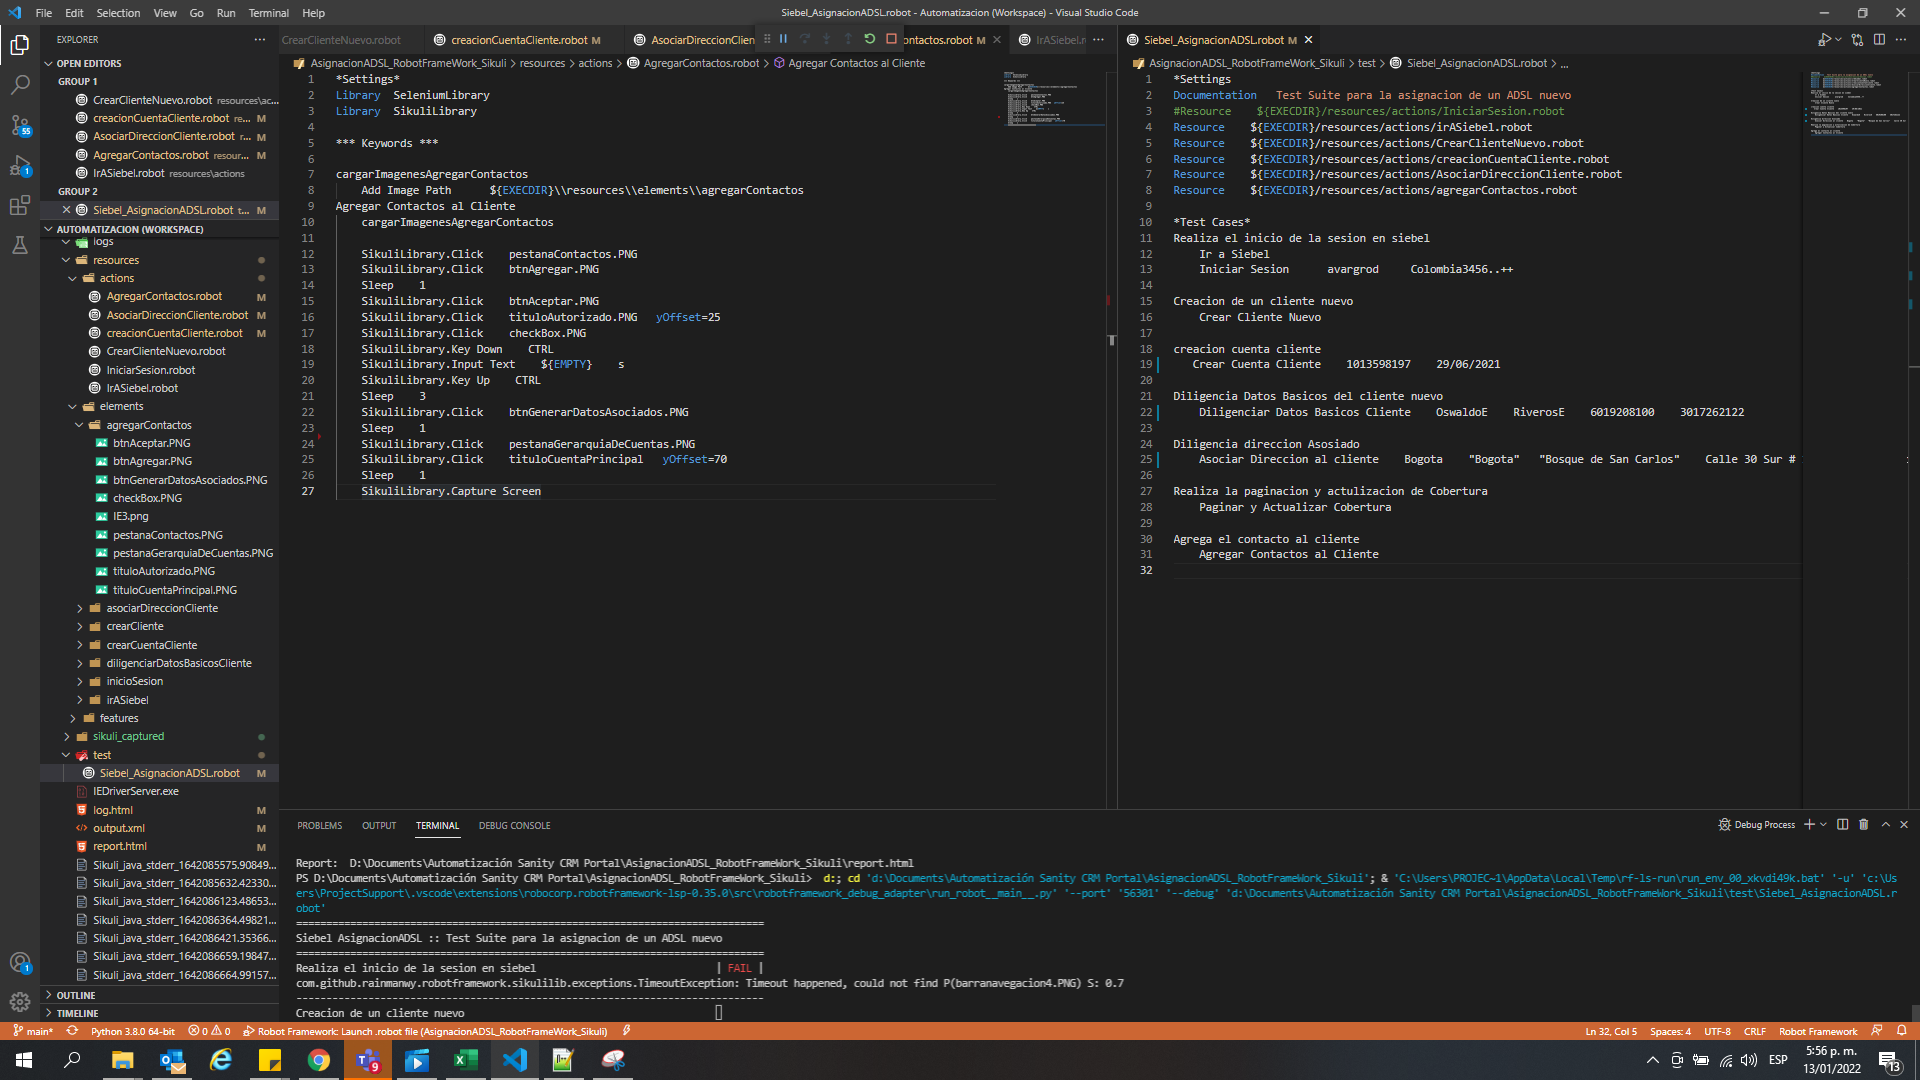 File Edit Selection View Go Run Terminal Help
Siebel_AsignacionADSL.robot - Automatizacion (Workspace) - Visual Studio Code
EXPLORER
OPEN EDITORS
GROUP 1
CrearClienteNuevo.robot resources\ac...
creacionCuentaCliente.robot re... M
AsociarDireccionCliente.robot r... M
AgregarContactos.robot resour... M
IrASiebel.robot resources\actions
GROUP 2
Siebel_AsignacionADSL.robot t... M
AUTOMATIZACION (WORKSPACE)
logs
resources
actions
AgregarContactos.robot M
AsociarDireccionCliente.robot M
creacionCuentaCliente.robot M
CrearClienteNuevo.robot
IniciarSesion.robot
IrASiebel.robot
elements
agregarContactos
btnAceptar.PNG
btnAgregar.PNG
btnGenerarDatosAsociados.PNG
checkBox.PNG
IE3.png
pestanaContactos.PNG
pestanaGerarquiaDeCuentas.PNG
tituloAutorizado.PNG
tituloCuentaPrincipal.PNG
asociarDireccionCliente
crearCliente
crearCuentaCliente
diligenciarDatosBasicosCliente
inicioSesion
irASiebel
features
sikuli_captured
test
Siebel_AsignacionADSL.robot M
IEDriverServer.exe
log.html M
output.xml M
report.html M
Sikuli_java_stderr_1642085575.90849...
Sikuli_java_stderr_1642085632.42330...
Sikuli_java_stderr_1642086123.48653...
Sikuli_java_stderr_1642086364.49821...
Sikuli_java_stderr_1642086421.35366...
Sikuli_java_stderr_1642086659.19847...
Sikuli_java_stderr_1642086664.99157...
OUTLINE
TIMELINE
CrearClienteNuevo.robot creacionCuentaCliente.robot M AsociarDireccionClien ontactos.robot M IrASiebel.r
AsignacionADSL_RobotFrameWork_Sikuli > resources > actions > AgregarContactos.robot > Agregar Contactos al Cliente
1 *Settings*
2 Library SeleniumLibrary
3 Library SikuliLibrary
4
5 *** Keywords ***
6
7 cargarImagenesAgregarContactos
8 Add Image Path ${EXECDIR}\\resources\\elements\\agregarContactos
9 Agregar Contactos al Cliente
10 cargarImagenesAgregarContactos
11
12 SikuliLibrary.Click pestanaContactos.PNG
13 SikuliLibrary.Click btnAgregar.PNG
14 Sleep 1
15 SikuliLibrary.Click btnAceptar.PNG
16 SikuliLibrary.Click tituloAutorizado.PNG yOffset=25
17 SikuliLibrary.Click checkBox.PNG
18 SikuliLibrary.Key Down CTRL
19 SikuliLibrary.Input Text ${EMPTY} s
20 SikuliLibrary.Key Up CTRL
21 Sleep 3
22 SikuliLibrary.Click btnGenerarDatosAsociados.PNG
23 Sleep 1
24 SikuliLibrary.Click pestanaGerarquiaDeCuentas.PNG
25 SikuliLibrary.Click tituloCuentaPrincipal yOffset=70
26 Sleep 1
27 SikuliLibrary.Capture Screen
Siebel_AsignacionADSL.robot M
AsignacionADSL_RobotFrameWork_Sikuli > test > Siebel_AsignacionADSL.robot > ...
1 *Settings
2 Documentation Test Suite para la asignacion de un ADSL nuevo
3 #Resource ${EXECDIR}/resources/actions/IniciarSesion.robot
4 Resource ${EXECDIR}/resources/actions/irASiebel.robot
5 Resource ${EXECDIR}/resources/actions/CrearClienteNuevo.robot
6 Resource ${EXECDIR}/resources/actions/creacionCuentaCliente.robot
7 Resource ${EXECDIR}/resources/actions/AsociarDireccionCliente.robot
8 Resource ${EXECDIR}/resources/actions/agregarContactos.robot
9
10 *Test Cases*
11 Realiza el inicio de la sesion en siebel
12 Ir a Siebel
13 Iniciar Sesion avargrod Colombia3456..++
14
15 Creacion de un cliente nuevo
16 Crear Cliente Nuevo
17
18 creacion cuenta cliente
19 Crear Cuenta Cliente 1013598197 29/06/2021
20
21 Diligencia Datos Basicos del cliente nuevo
22 Diligenciar Datos Basicos Cliente OswaldoE RiverosE 6019208100 3017262122
23
24 Diligencia direccion Asosiado
25 Asociar Direccion al cliente Bogota "Bogota" "Bosque de San Carlos" Calle 30 Sur #
26
27 Realiza la paginacion y actulizacion de Cobertura
28 Paginar y Actualizar Cobertura
29
30 Agrega el contacto al cliente
31 Agregar Contactos al Cliente
32
PROBLEMS OUTPUT TERMINAL DEBUG CONSOLE
Debug Process
Report: D:\Documents\Automatización Sanity CRM Portal\AsignacionADSL_RobotFrameWork_Sikuli\report.html
PS D:\Documents\Automatización Sanity CRM Portal\AsignacionADSL_RobotFrameWork_Sikuli> d:; cd 'd:\Documents\Automatización Sanity CRM Portal\AsignacionADSL_RobotFrameWork_Sikuli'; & 'C:\Users\PROJEC~1\AppData\Local\Temp\rf-ls-run\run_env_00_xkvdi49k.bat' '-u' 'c:\Us
ers\ProjectSupport\.vscode\extensions\robocorp.robotframework-lsp-0.35.0\src\robotframework_debug_adapter\run_robot__main__.py' '--port' '56301' '--debug' 'd:\Documents\Automatización Sanity CRM Portal\AsignacionADSL_RobotFrameWork_Sikuli\test\Siebel_AsignacionADSL.r
obot'
==============================================================================
Siebel AsignacionADSL :: Test Suite para la asignacion de un ADSL nuevo
==============================================================================
Realiza el inicio de la sesion en siebel | FAIL |
com.github.rainmanwy.robotframework.sikulilib.exceptions.TimeoutException: Timeout happened, could not find P(barranavegacion4.PNG) S: 0.7
------------------------------------------------------------------------------
Creacion de un cliente nuevo
main* Python 3.8.0 64-bit 0 0 Robot Framework: Launch .robot file (AsignacionADSL_RobotFrameWork_Sikuli)
Ln 32, Col 5 Spaces: 4 UTF-8 CRLF Robot Framework
ESP
5:56 p. m.
13/01/2022
13